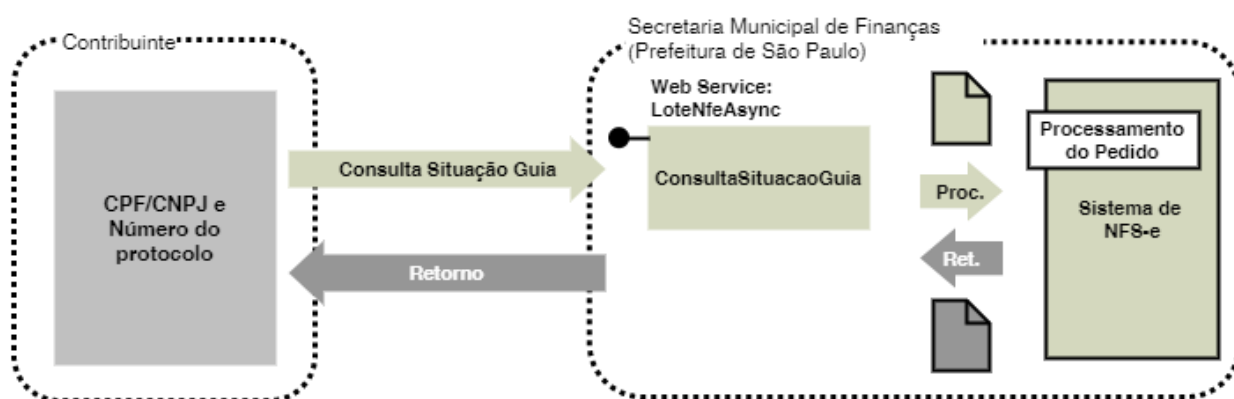 Contribuinte
CPF/CNPJ e
Número do
protocolo
Consulta Situação Guia
Retorno
Secretaria Municipal de Finanças
(Prefeitura de São Paulo)
Web Service:
LoteNfeAsync
ConsultaSituacaoGuia
Proc.
Ret.
Processamento
do Pedido
Sistema de
NFS-e